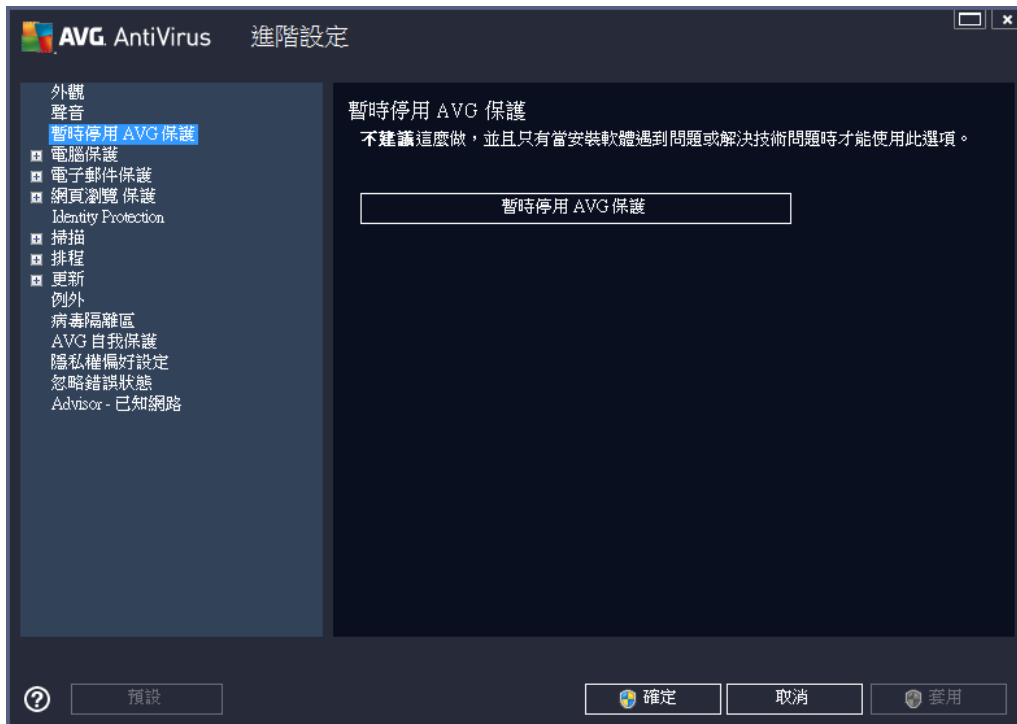 AVG AntiVirus 進階設定
外觀
聲音
暫時停用 AVG 保護
電腦保護
電子郵件保護
網頁瀏覽 保護
Identity Protection
掃描
排程
更新
例外
病毒隔離區
AVG 自我保護
隱私權偏好設定
忽略錯誤狀態
Advisor - 已知網路
暫時停用 AVG 保護
不建議這麼做，並且只有當安裝軟體遇到問題或解決技術問題時才能使用此選項。
暫時停用 AVG 保護
預設
確定
取消
套用